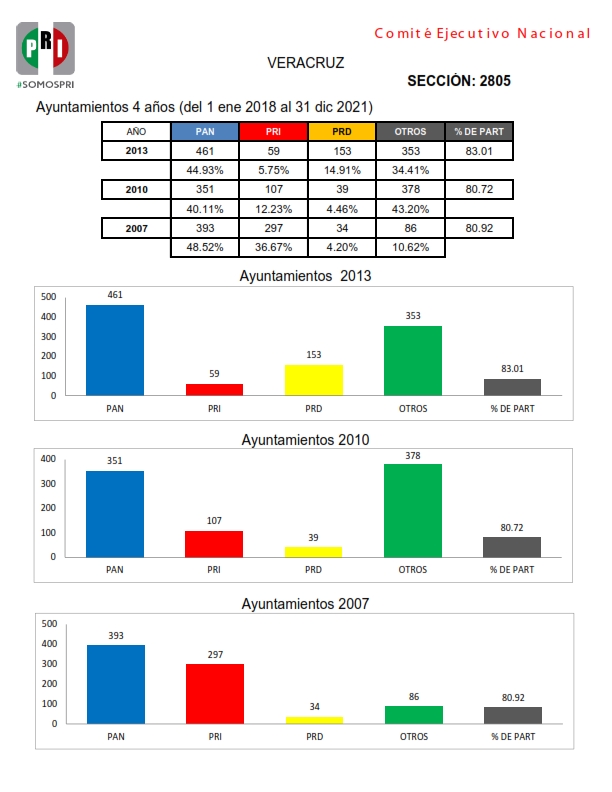 Comité Ejecutivo Nacional
PRI
#SOMOSPRI
VERACRUZ
SECCIÒN: 2805
Ayuntamientos 4 años (del 1 ene 2018 al 31 dic 2021)
AÑO PAN PRI PRD OTROS % DE PART
2013 461 59 153 353 83.01
44.93% 5.75% 14.91% 34.41%
2010 351 107 39 378 80.72
40.11% 12.23% 4.46% 43.20%
2007 393 297 34 86 80.92
48.52% 36.67% 4.20% 10.62%
Ayuntamientos 2013
500
400
300
200
100
0
461 59 153 353 83.01
PAN PRI PRD OTROS % DE PART
Ayuntamientos 2010
400
300
200
100
0
351 107 39 378 80.72
PAN PRI PRD OTROS % DE PART
Ayuntamientos 2007
500
400
300
200
100
0
393 297 34 86 80.92
PAN PRI PRD OTROS % DE PART